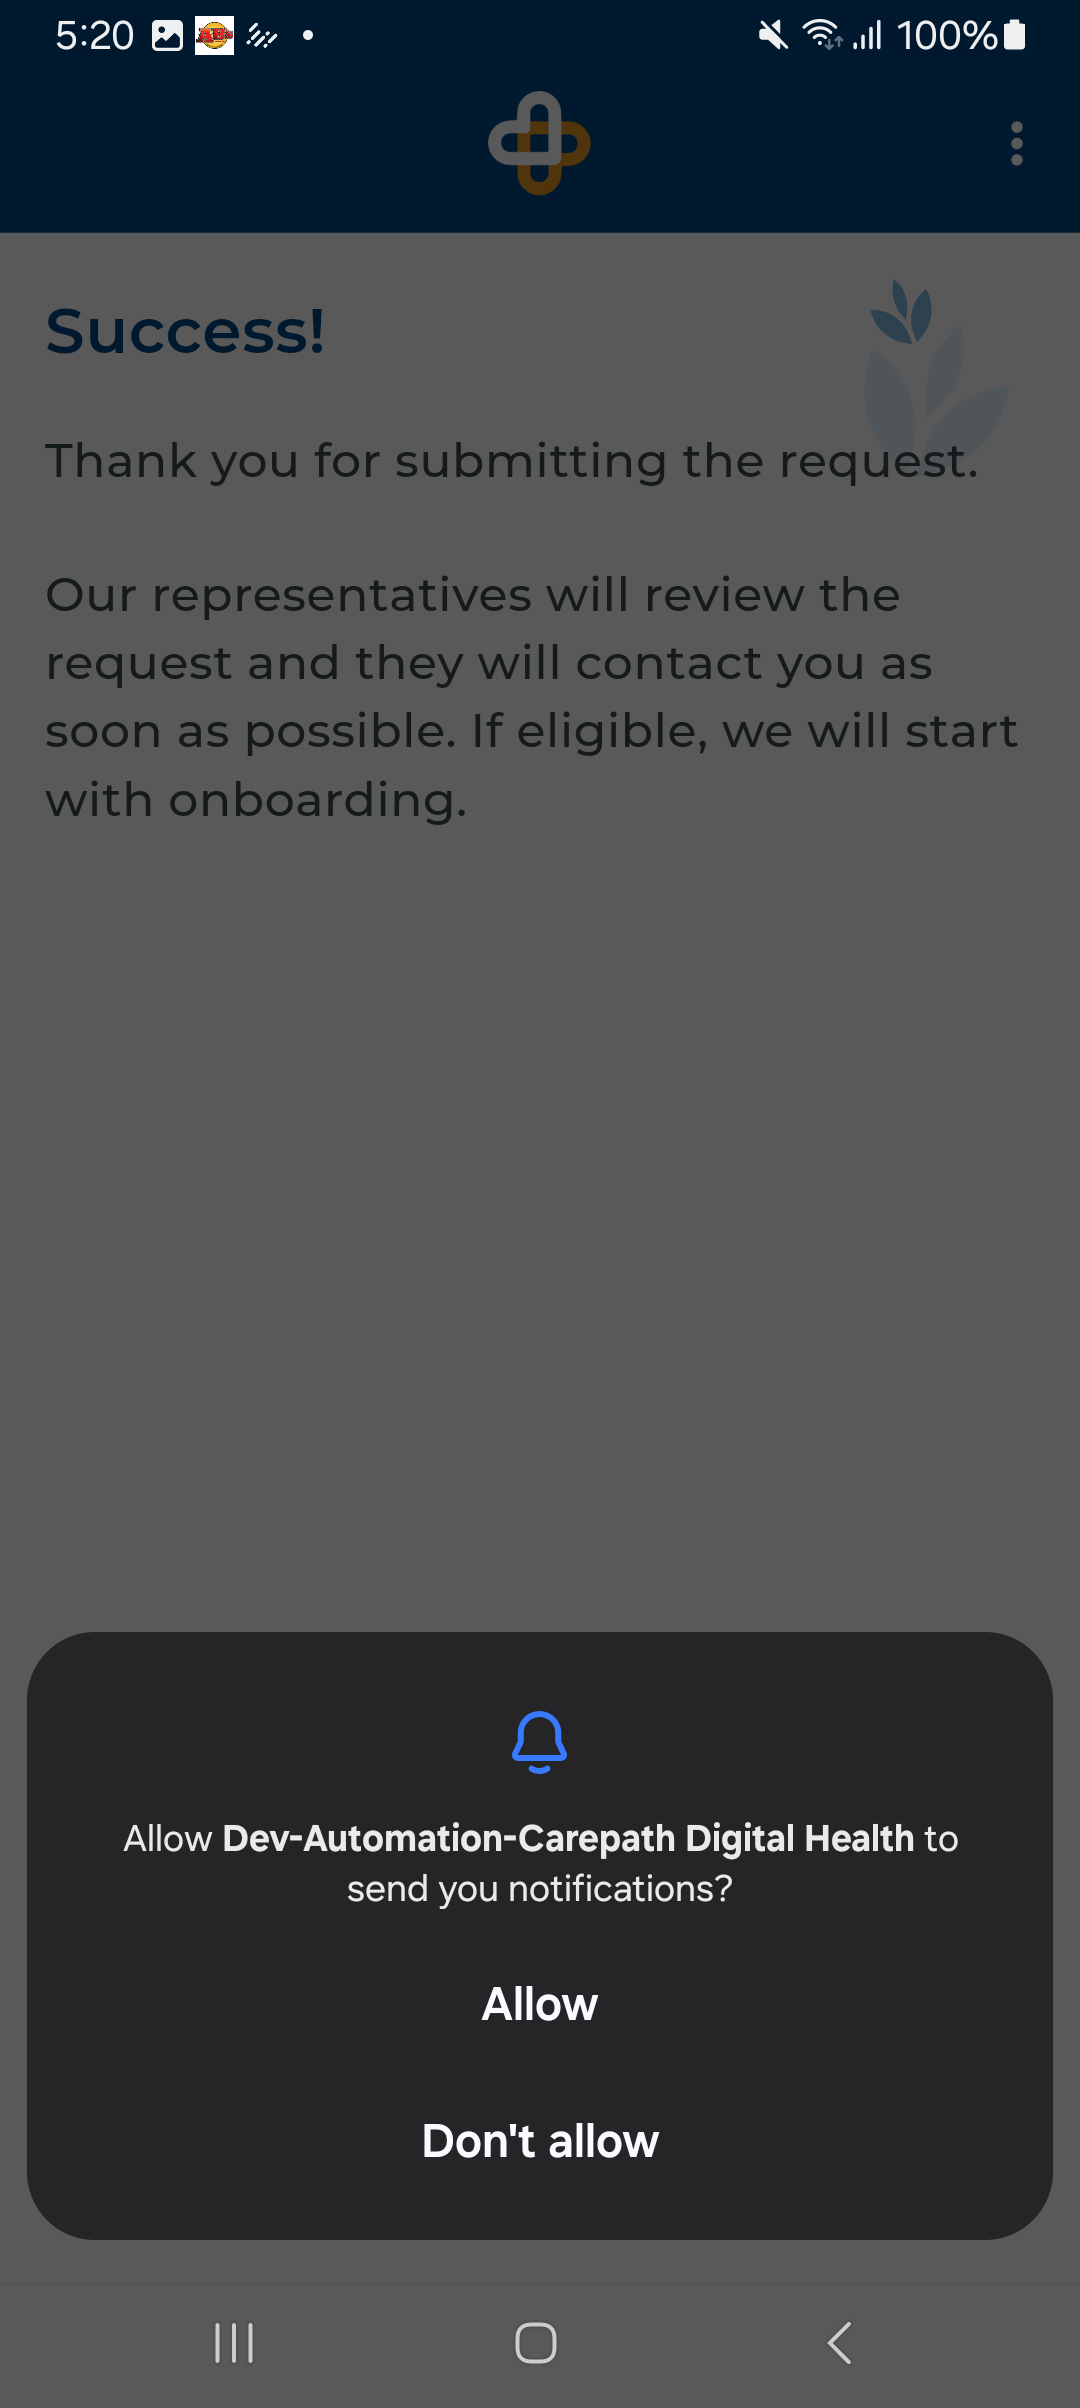 5:20
100%
Success!
Thank you for submitting the request.
Our representatives will review the
request and they will contact you as
soon as possible. If eligible, we will start
with onboarding.
Allow Dev-Automation-Carepath Digital Health to
send you notifications?
Allow
Don't allow